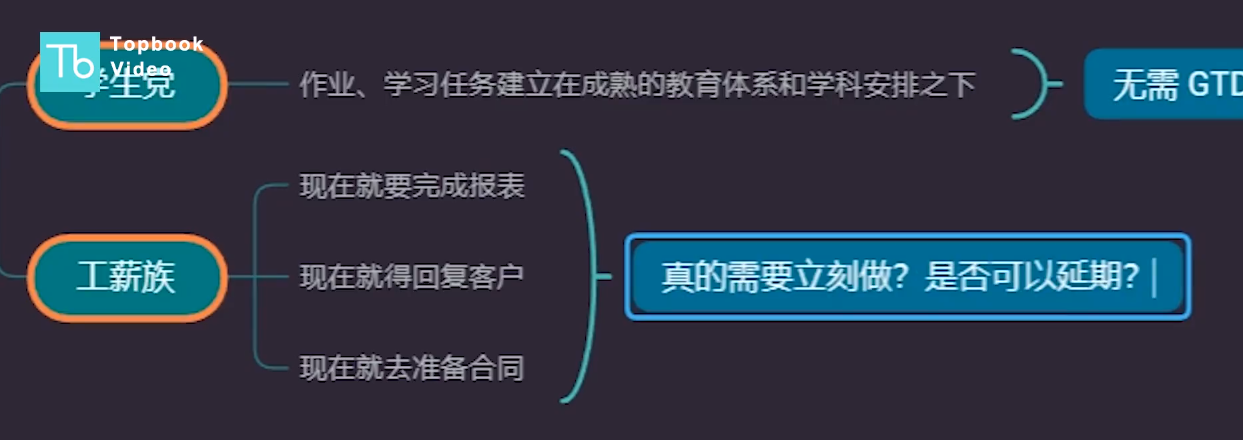 Topbook
Video
学生党
作业、学习任务建立在成熟的教育体系和学科安排之下
无需 GTD
现在就要完成报表
工薪族
现在就得回复客户
真的需要立刻做？是否可以延期？
现在就去准备合同